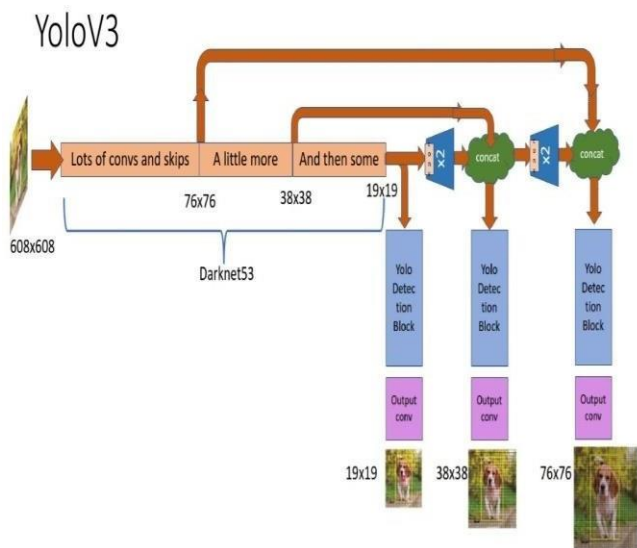 YoloV3
Lots of convs and skips
A little more
And then some
x2
concat
x2
concat
76x76
38x38
19x19
608x608
Darknet53
Yolo
Detec
tion
Block
Yolo
Detec
tion
Block
Yolo
Detec
tion
Block
Output
conv
Output
conv
Output
conv
19x19
38x38
76x76